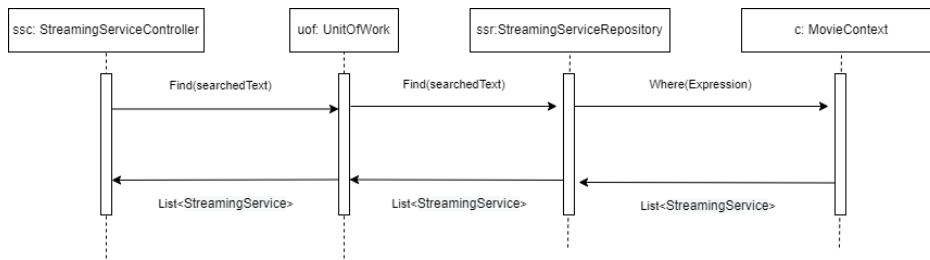 ssc: StreamingServiceController
uof: UnitOfWork
ssr:StreamingServiceRepository
c: MovieContext
Find(searchedText)
Find(searchedText)
Where(Expression)
List<StreamingService>
List<StreamingService>
List<StreamingService>